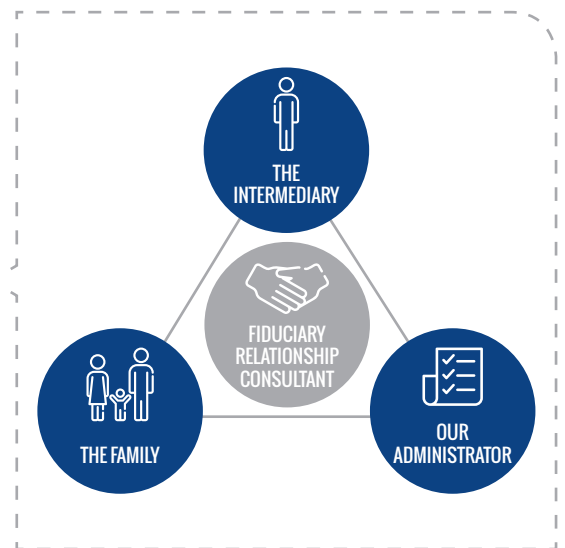 THE
INTERMEDIARY
FIDUCIARY
RELATIONSHIP
CONSULTANT
THE FAMILY
OUR
ADMINISTRATOR